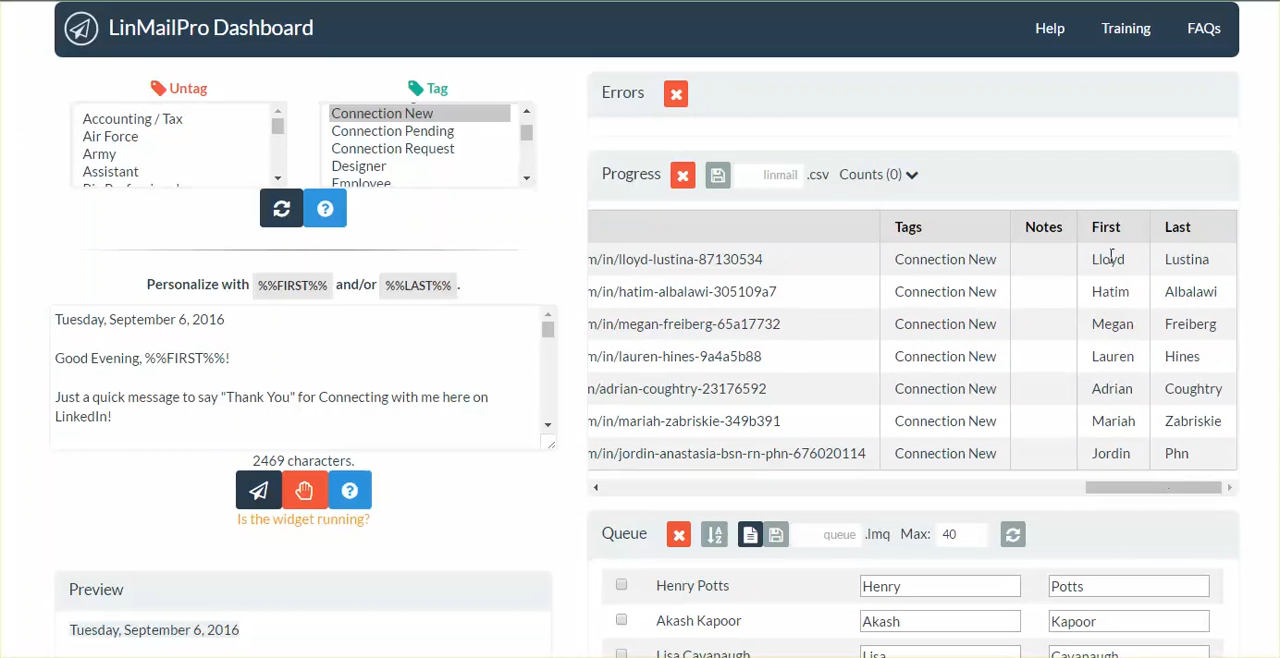 LinMailPro Dashboard
Help Training FAQs
Untag
Accounting / Tax
Air Force
Army
Assistant
Tag
Connection New
Connection Pending
Connection Request
Designer
Employee
Personalize with %%FIRST%% and/or %%LAST%% .
Tuesday, September 6, 2016
Good Evening, %%FIRST%%!
Just a quick message to say "Thank You" for Connecting with me here on
LinkedIn!
2469 characters.
Is the widget running?
Preview
Tuesday, September 6, 2016
Errors
Progress linmail .csv Counts (0)
Tags Notes First Last
m/in/lloyd-lustina-87130534 Connection New Lloyd Lustina
m/in/hatim-albalawi-305109a7 Connection New Hatim Albalawi
m/in/megan-freiberg-65a17732 Connection New Megan Freiberg
m/in/lauren-hines-9a4a5b88 Connection New Lauren Hines
n/adrian-coughtry-23176592 Connection New Adrian Coughtry
m/in/mariah-zabriskie-349b391 Connection New Mariah Zabriskie
m/in/jordin-anastasia-bsn-rn-phn-676020114 Connection New Jordin Phn
Queue queue .lmq Max: 40
Henry Potts Henry Potts
Akash Kapoor Akash Kapoor
Lisa Cavanaugh Lisa Cavanaugh